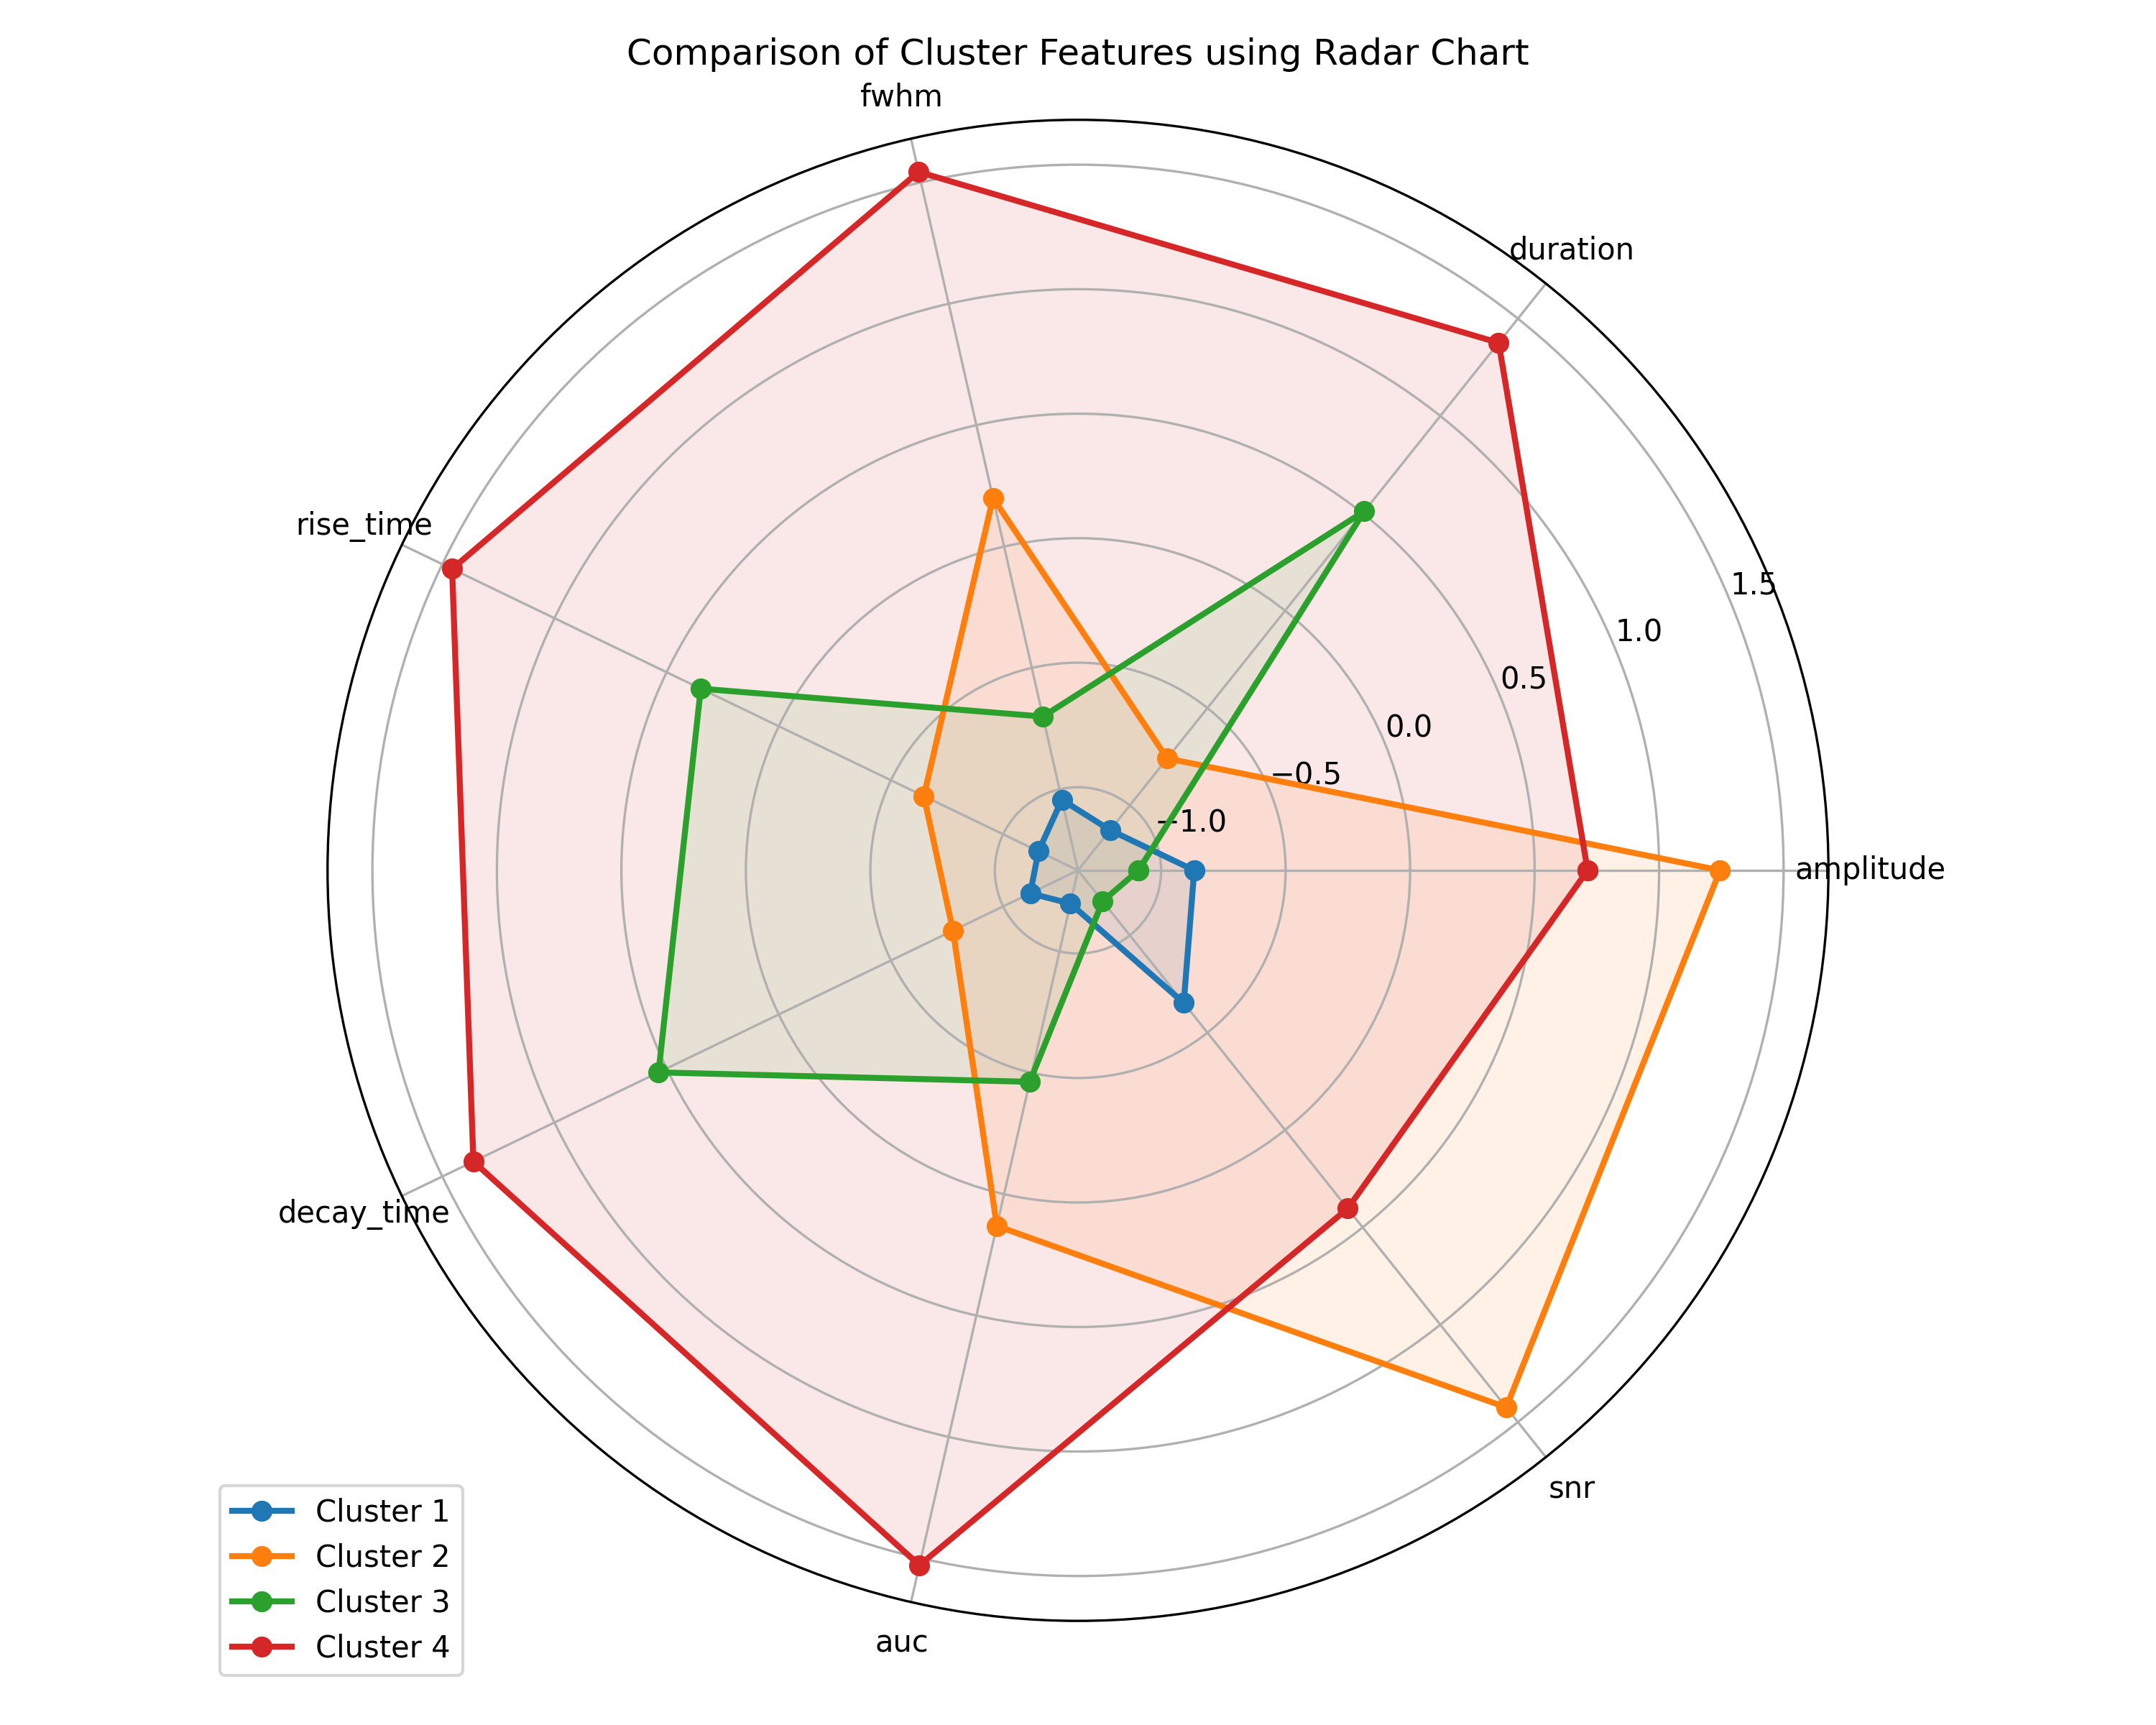 Comparison of Cluster Features using Radar Chart
fwhm
duration
rise_time
1.5
1.0
0.5
0.0
−0.5
−1.0
amplitude
decay_time
snr
auc
Cluster 1
Cluster 2
Cluster 3
Cluster 4